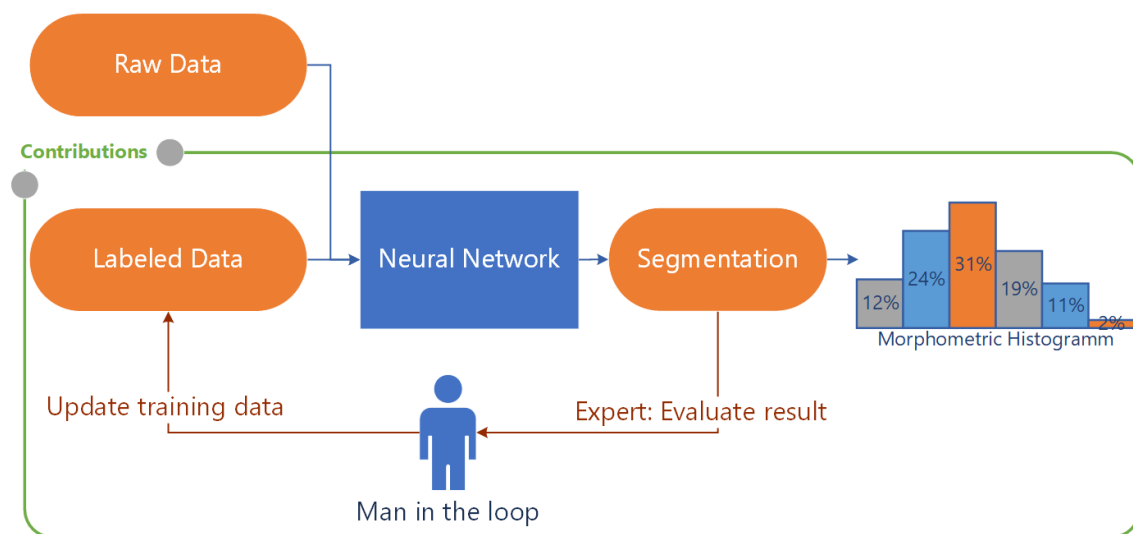 Raw Data
Contributions
Labeled Data
Neural Network
Segmentation
12%
24%
31%
19%
11%
2%
Morphometric Histogramm
Update training data
Expert: Evaluate result
Man in the loop